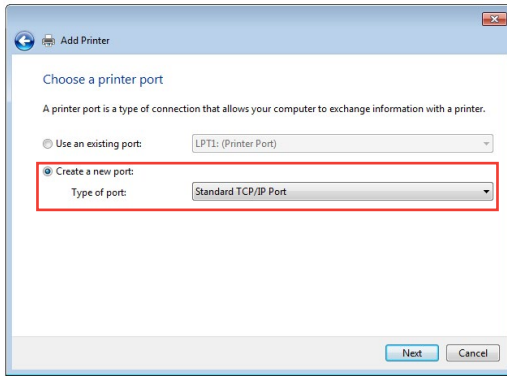 Add Printer
Choose a printer port
A printer port is a type of connection that allows your computer to exchange information with a printer.
Use an existing port: LPT1: (Printer Port)
Create a new port:
Type of port: Standard TCP/IP Port
Next Cancel